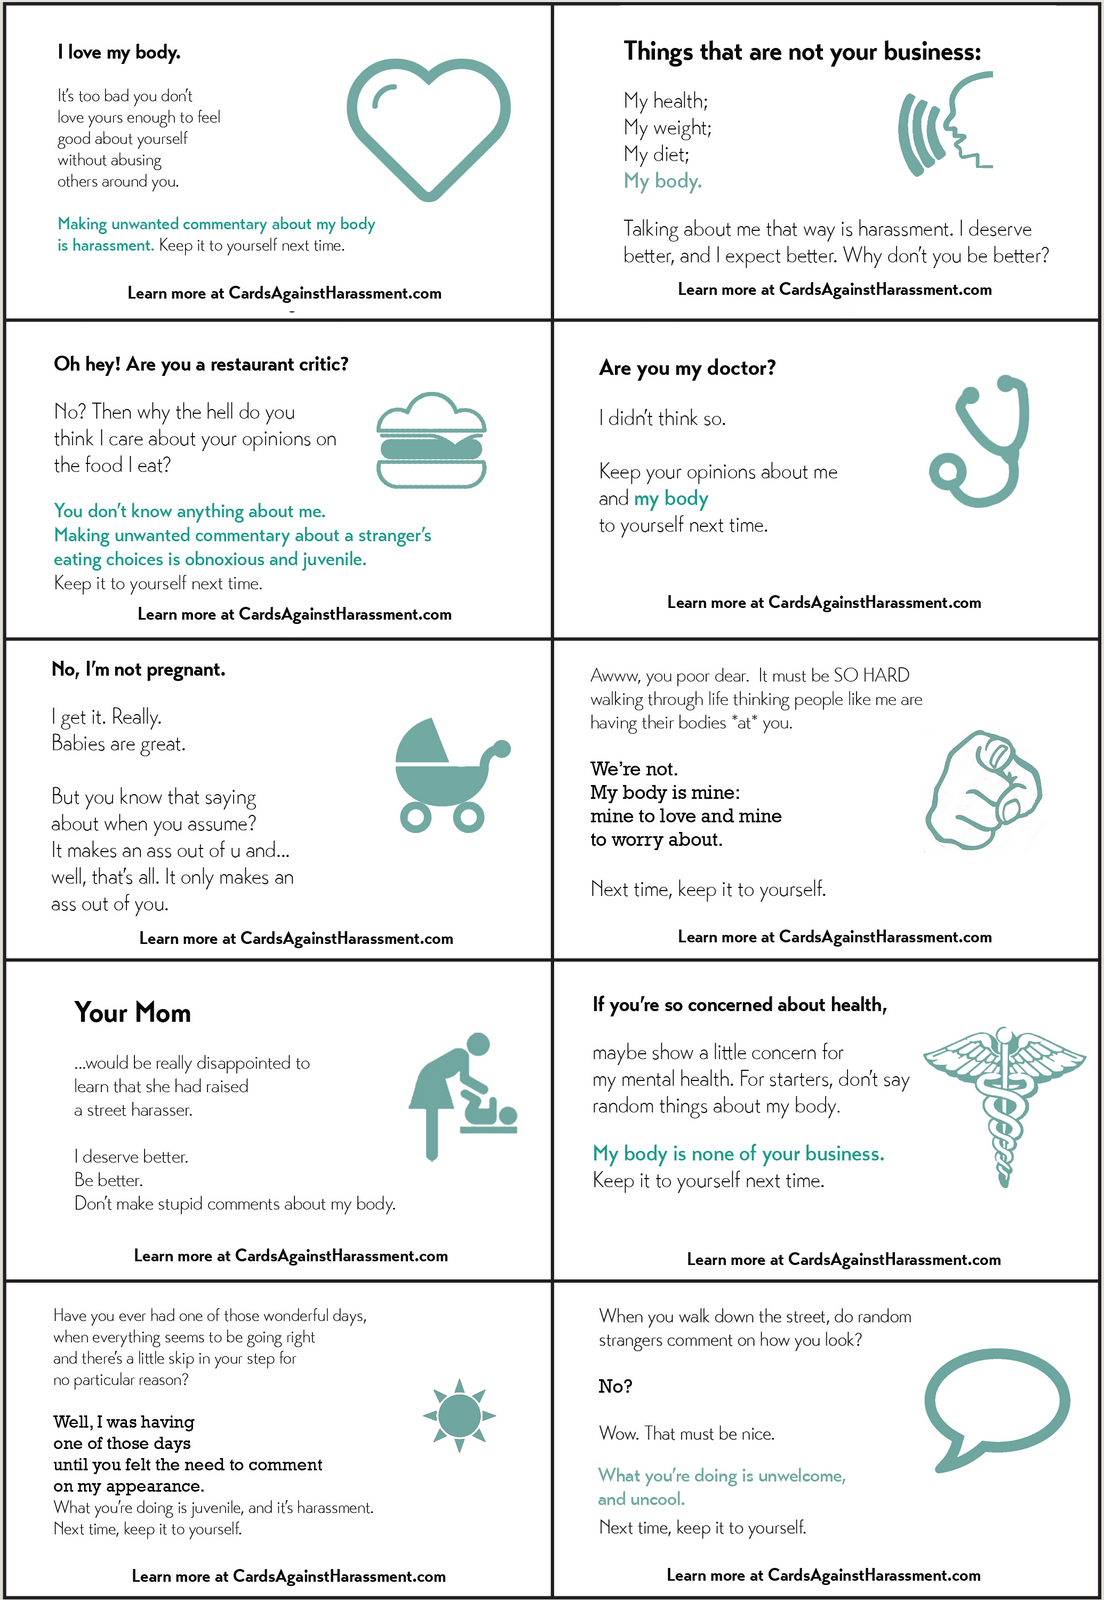 I love my body.
It's too bad you don't
love yours enough to feel
good about yourself
without abusing
others around you.
Making unwanted commentary about my body
is harassment. Keep it to yourself next time.
Learn more at CardsAgainstHarassment.com
Things that are not your business:
My health;
My weight;
My diet;
My body.
Talking about me that way is harassment. I deserve
better, and I expect better. Why don't you be better?
Learn more at CardsAgainstHarassment.com
Oh hey! Are you a restaurant critic?
No? Then why the hell do you
think I care about your opinions on
the food I eat?
You don't know anything about me.
Making unwanted commentary about a stranger's
eating choices is obnoxious and juvenile.
Keep it to yourself next time.
Learn more at CardsAgainstHarassment.com
Are you my doctor?
I didn't think so.
Keep your opinions about me
and my body
to yourself next time.
Learn more at CardsAgainstHarassment.com
No, I'm not pregnant.
I get it. Really.
Babies are great.
But you know that saying
about when you assume?
It makes an ass out of u and...
well, that's all. It only makes an
ass out of you.
Learn more at CardsAgainstHarassment.com
Awww, you poor dear. It must be SO HARD
walking through life thinking people like me are
having their bodies *at* you.
We're not.
My body is mine:
mine to love and mine
to worry about.
Next time, keep it to yourself.
Learn more at CardsAgainstHarassment.com
Your Mom
...would be really disappointed to
learn that she had raised
a street harasser.
I deserve better.
Be better.
Don't make stupid comments about my body.
Learn more at CardsAgainstHarassment.com
If you're so concerned about health,
maybe show a little concern for
my mental health. For starters, don't say
random things about my body.
My body is none of your business.
Keep it to yourself next time.
Learn more at CardsAgainstHarassment.com
Have you ever had one of those wonderful days,
when everything seems to be going right
and there's a little skip in your step for
no particular reason?
Well, I was having
one of those days
until you felt the need to comment
on my appearance.
What you're doing is juvenile, and it's harassment.
Next time, keep it to yourself.
Learn more at CardsAgainstHarassment.com
When you walk down the street, do random
strangers comment on how you look?
No?
Wow. That must be nice.
What you're doing is unwelcome,
and uncool.
Next time, keep it to yourself.
Learn more at CardsAgainstHarassment.com